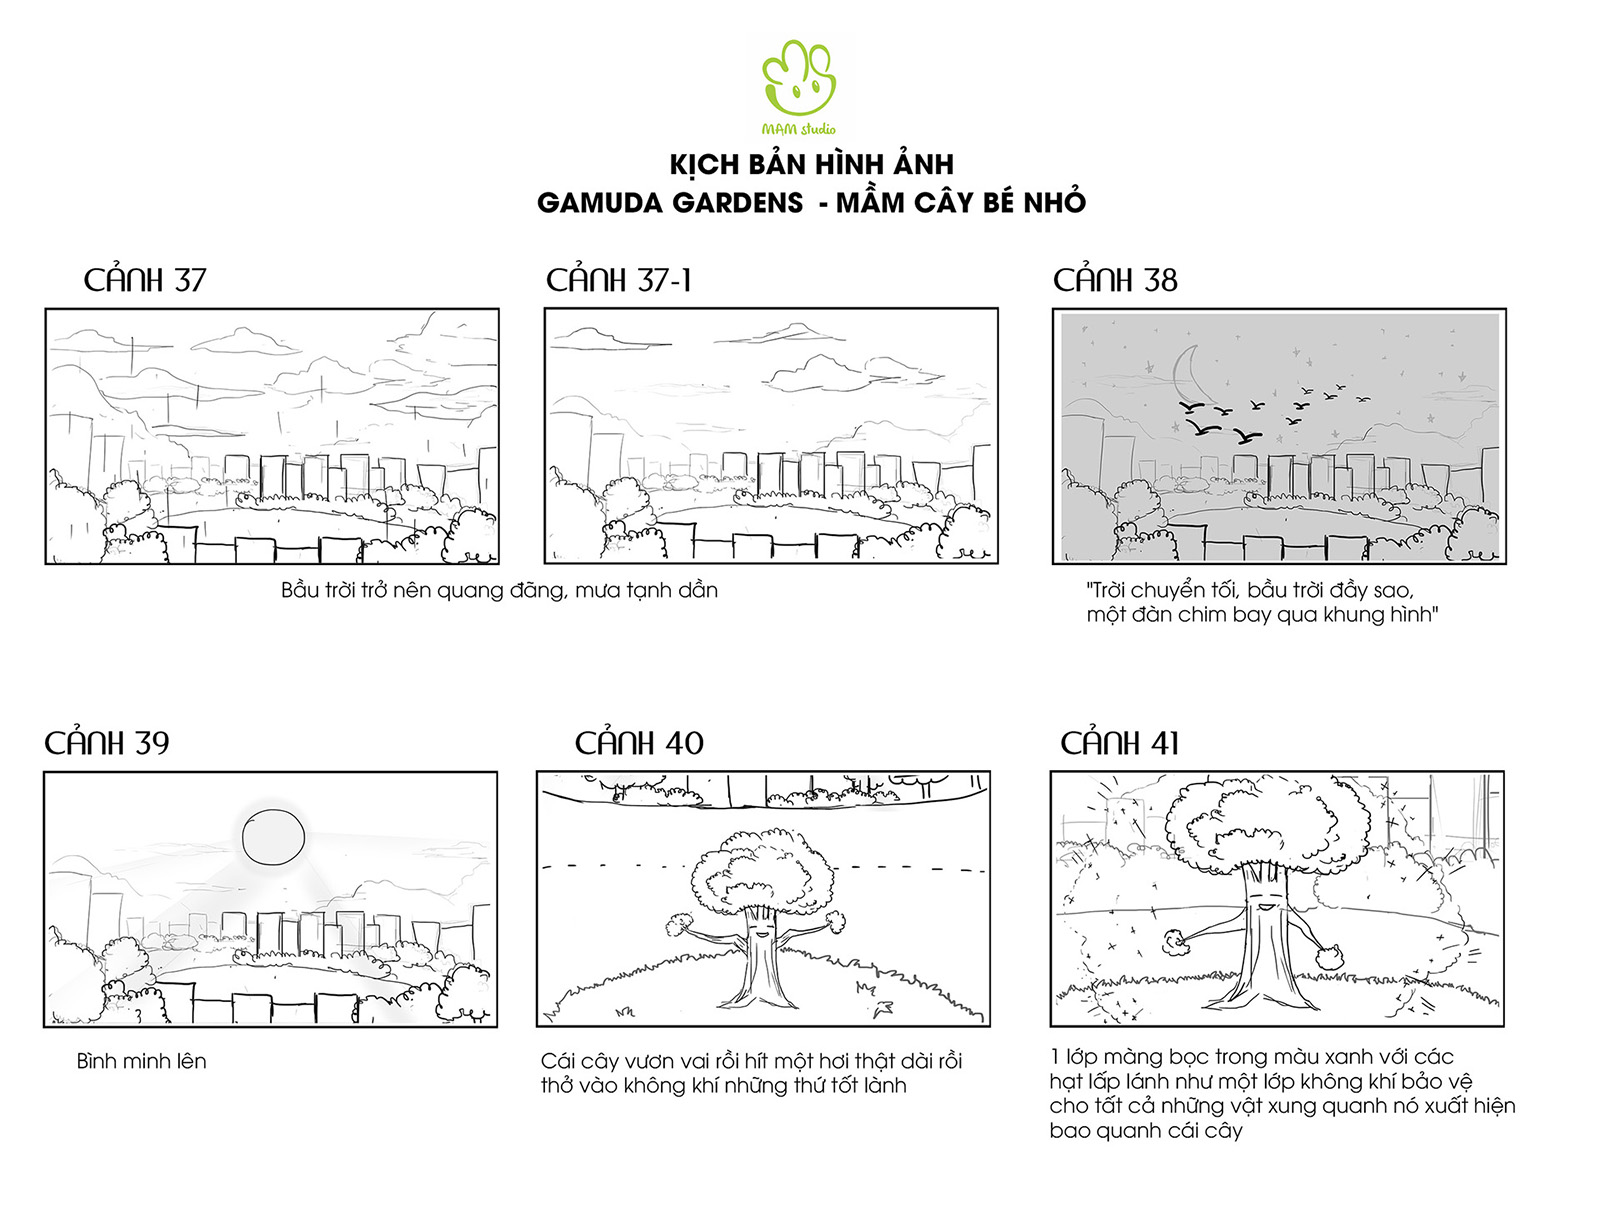 MAM studio
KỊCH BẢN HÌNH ẢNH
GAMUDA GARDENS - MẦM CÂY BÉ NHỎ
CẢNH 37
CẢNH 37-1
CẢNH 38
Bầu trời trở nên quang đãng, mưa tạnh dần
"Trời chuyển tối, bầu trời đầy sao,
một đàn chim bay qua khung hình"
CẢNH 39
CẢNH 40
CẢNH 41
Bình minh lên
Cái cây vươn vai rồi hít một hơi thật dài rồi
thở vào không khí những thứ tốt lành
1 lớp màng bọc trong màu xanh với các
hạt lấp lánh như một lớp không khí bảo vệ
cho tất cả những vật xung quanh nó xuất hiện
bao quanh cái cây